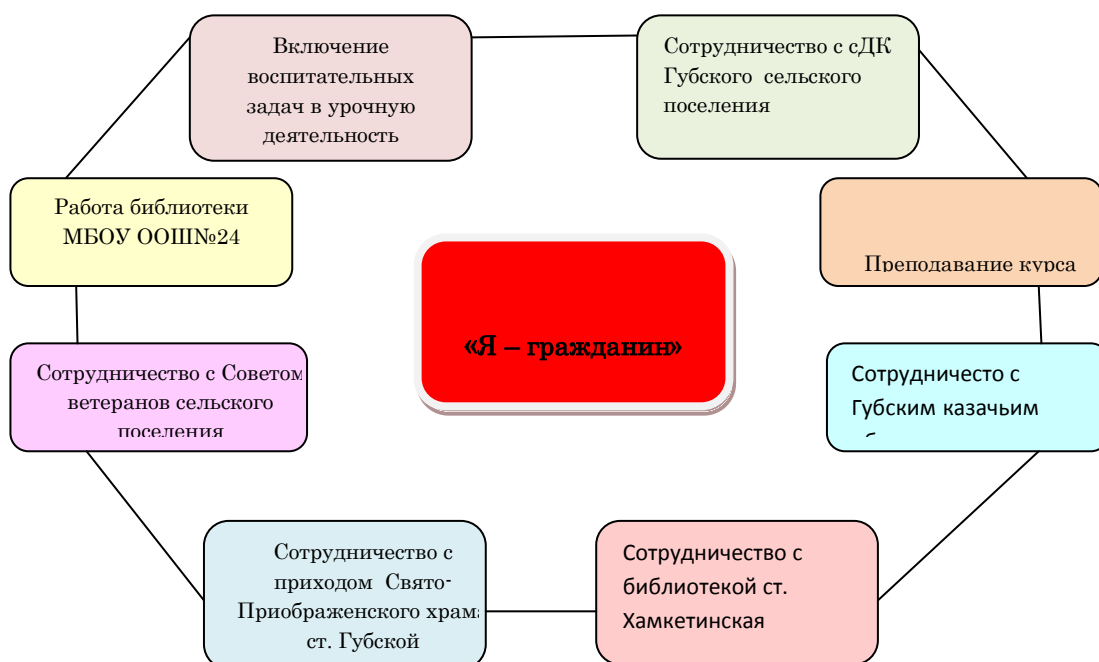 Включение
воспитательных
задач в урочную
деятельность
Сотрудничество с сДК
Губского сельского
поселения
Работа библиотеки
МБОУ ООШ№24
Преподавание курса
«Я – гражданин»
Сотрудничество с Советом
ветеранов сельского
поселения
Сотрудничесто с
Губским казачьим
Сотрудничество с
приходом Свято-
Приображенского храма
ст. Губской
Сотрудничество с
библиотекой ст.
Хамкетинская